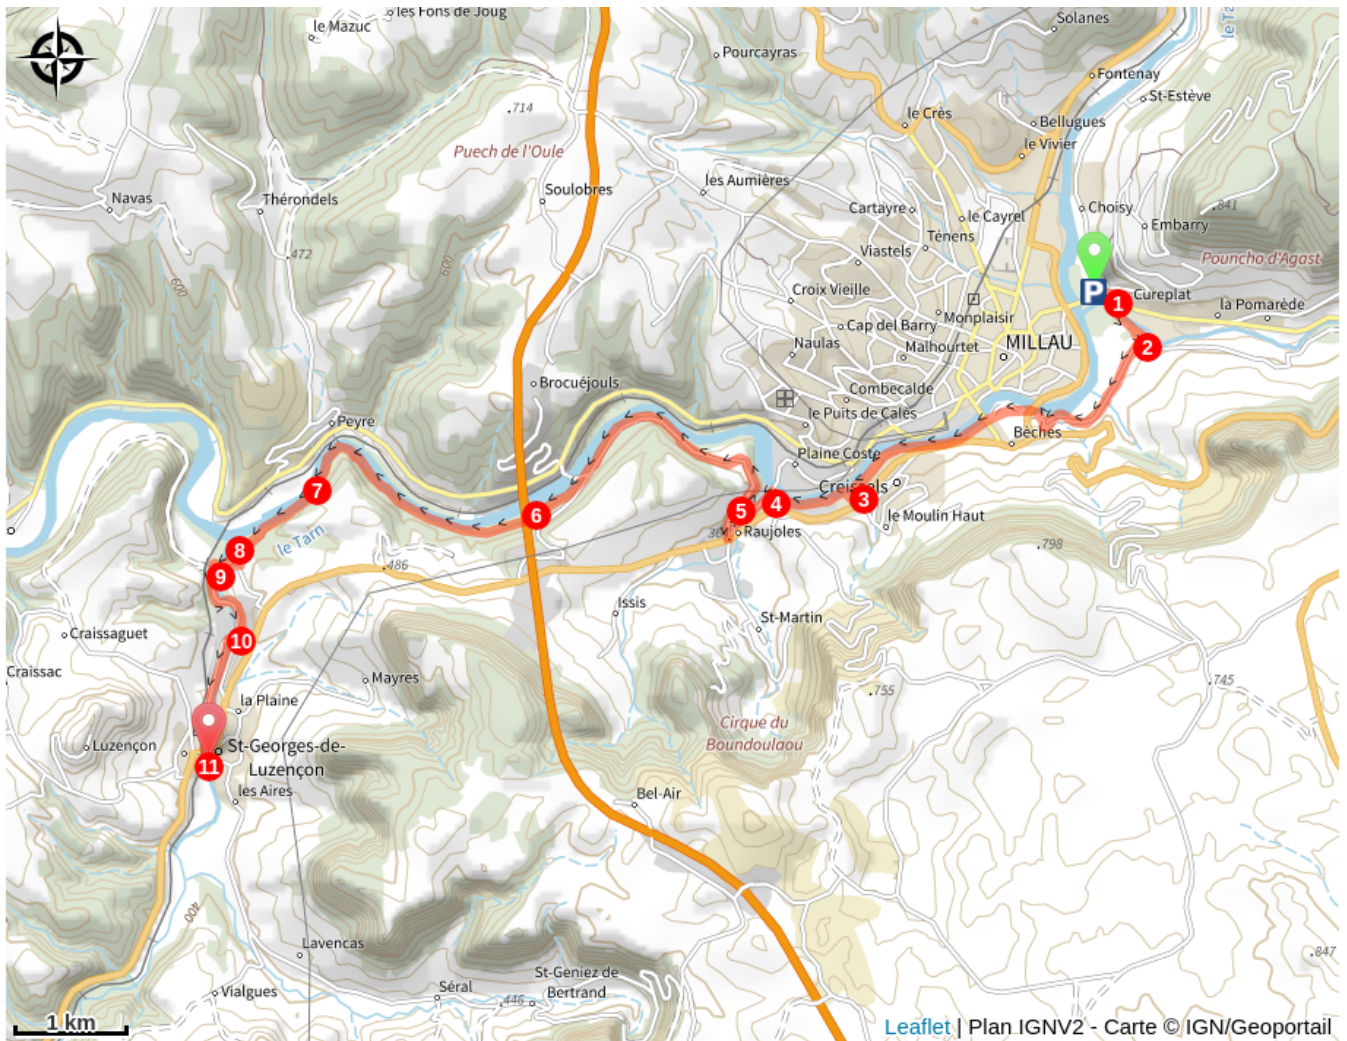 les Fons de Joug
le Mazuc
Solanes
Pourcayras
Fontenay
St-Estève
.714
le Crès
Bellugues
Puech de l'Oule
le Vivier
les Aumières
Soulobres
Navas
Thérondels
Cartayre
Choisy
.841
le Cayrel
Embarry
Ténens
Viastels
.472
600
600
Pouncho d'Agast
Croix Vieille
P
1
Cureplat
la Pomarède
Monplaisir
Cap del Barry
Naulas
Malhourtet
MILLAU
2
Brocuéjouls
Combecalde
le Puits de Calès
Peyre
Bèches
Plaine Coste
7
Creissels
3
4
5
6
le Moulin Haut
Raujoles
le Tarn
8
.798
.486
9
Issis
St-Martin
Craissaguet
10
Craissac
Mayres
.745
.755
la Plaine
Cirque du
Boundoulaou
Luzençon
St-Georges-de-
Luzençon
11
les Aires
Bel-Air
400
Lavencas
.847
St-Geniez de
Bertrand
Séral
.446
Vialgues
1 km
Leaflet | Plan IGNV2 - Carte © IGN/Geoportail